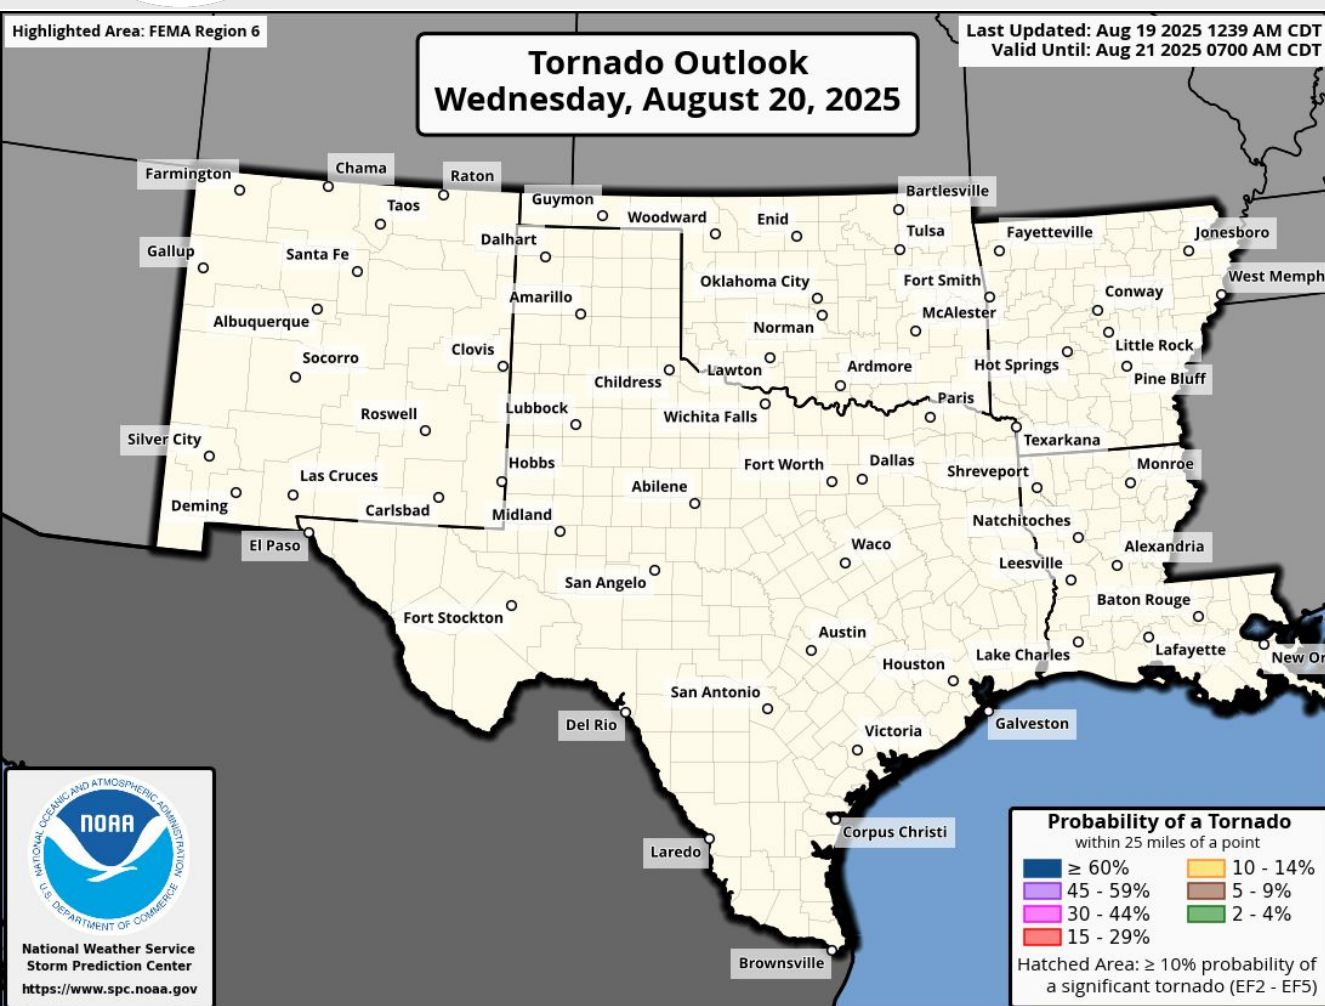 Highlighted Area: FEMA Region 6
Last Updated: Aug 19 2025 1239 AM CDT
Valid Until: Aug 21 2025 0700 AM CDT
Tornado Outlook
Wednesday, August 20, 2025
Farmington
Chama
Raton
Taos
Guymon
Woodward
Enid
Bartlesville
Tulsa
Fayetteville
Jonesboro
Gallup
Santa Fe
Dalhart
Oklahoma City
Fort Smith
West Memph
Conway
Amarillo
Albuquerque
Norman
McAlester
Little Rock
Socorro
Clovis
Lawton
Ardmore
Hot Springs
Pine Bluff
Childress
Paris
Roswell
Lubbock
Wichita Falls
Silver City
Texarkana
Hobbs
Fort Worth
Dallas
Shreveport
Monroe
Las Cruces
Abilene
Deming
Carlsbad
Midland
Natchitoches
El Paso
Waco
Alexandria
San Angelo
Leesville
Baton Rouge
Fort Stockton
Austin
Lake Charles
Lafayette
New Or
Houston
San Antonio
Del Rio
Galveston
Victoria
Corpus Christi
Laredo
Brownsville
NATIONAL OCEANIC AND ATMOSPHERIC ADMINISTRATION
NOAA
U.S. DEPARTMENT OF COMMERCE
National Weather Service
Storm Prediction Center
https://www.spc.noaa.gov
Probability of a Tornado
within 25 miles of a point
≥ 60%
45 - 59%
30 - 44%
15 - 29%
10 - 14%
5 - 9%
2 - 4%
Hatched Area: ≥ 10% probability of
a significant tornado (EF2 - EF5)